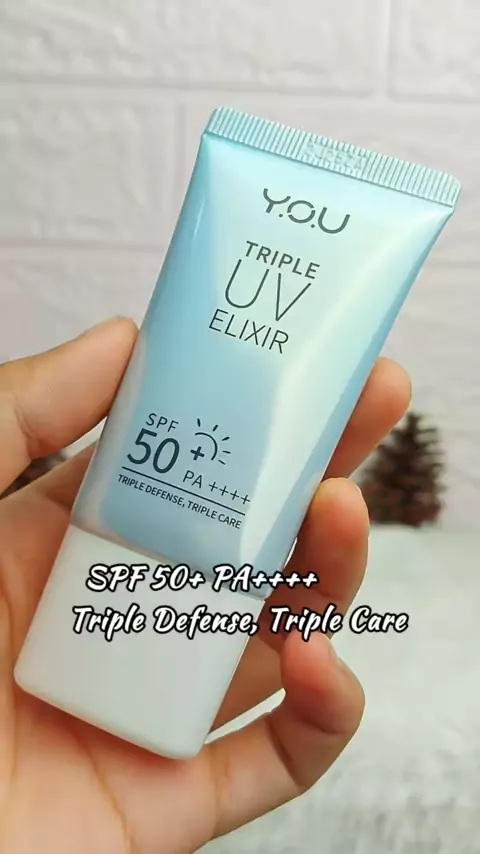 Y.O.U
TRIPLE
UV
ELIXIR
SPF
50+
PA ++++
TRIPLE DEFENSE, TRIPLE CARE
SPF 50+ PA++++
Triple Defense, Triple Care